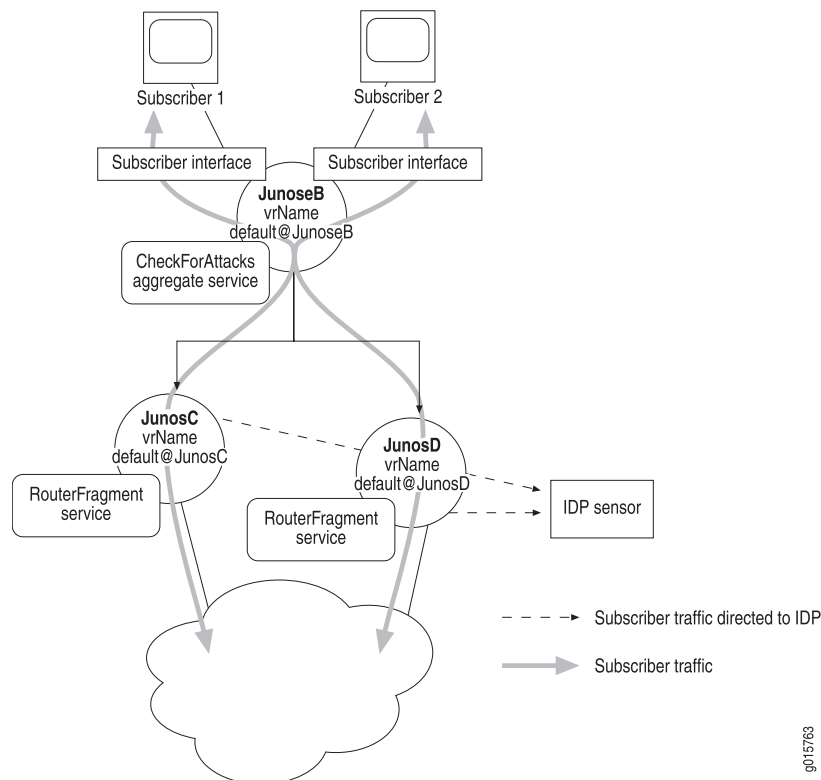 Subscriber 1
Subscriber 2
Subscriber interface
Subscriber interface
JunoseB
vrName
default@JunoseB
CheckForAttacks
aggregate service
JunosC
vrName
default@JunosC
JunosD
vrName
default@JunosD
RouterFragment
service
RouterFragment
service
IDP sensor
Subscriber traffic directed to IDP
Subscriber traffic
g015763